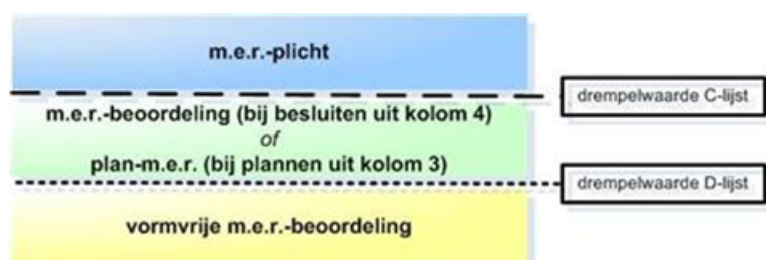 m.e.r.-plicht
drempelwaarde C-lijst
m.e.r.-beoordeling (bij besluiten uit kolom 4)
of
plan-m.e.r. (bij plannen uit kolom 3)
drempelwaarde D-lijst
vormvrije m.e.r.-beoordeling